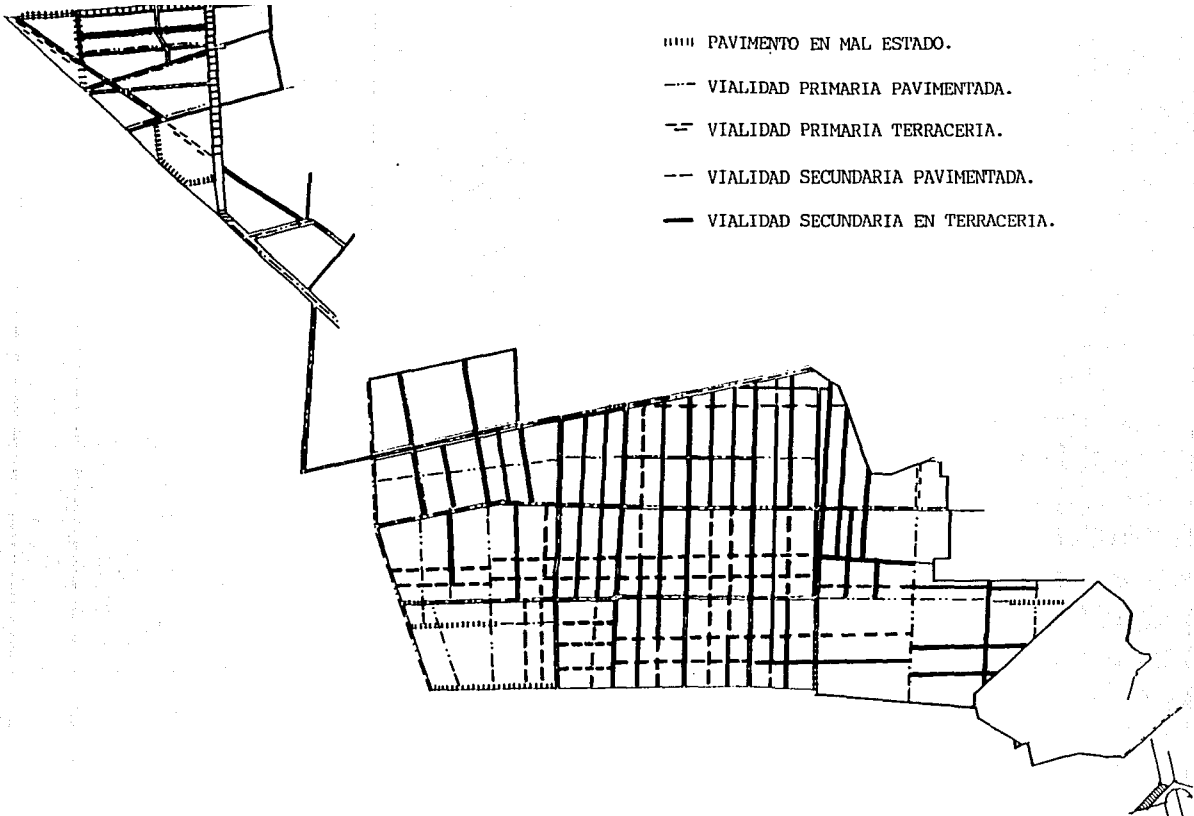 PAVIMENTO EN MAL ESTADO.
VIALIDAD PRIMARIA PAVIMENTADA.
VIALIDAD PRIMARIA TERRACERIA.
VIALIDAD SECUNDARIA PAVIMENTADA.
VIALIDAD SECUNDARIA EN TERRACERIA.